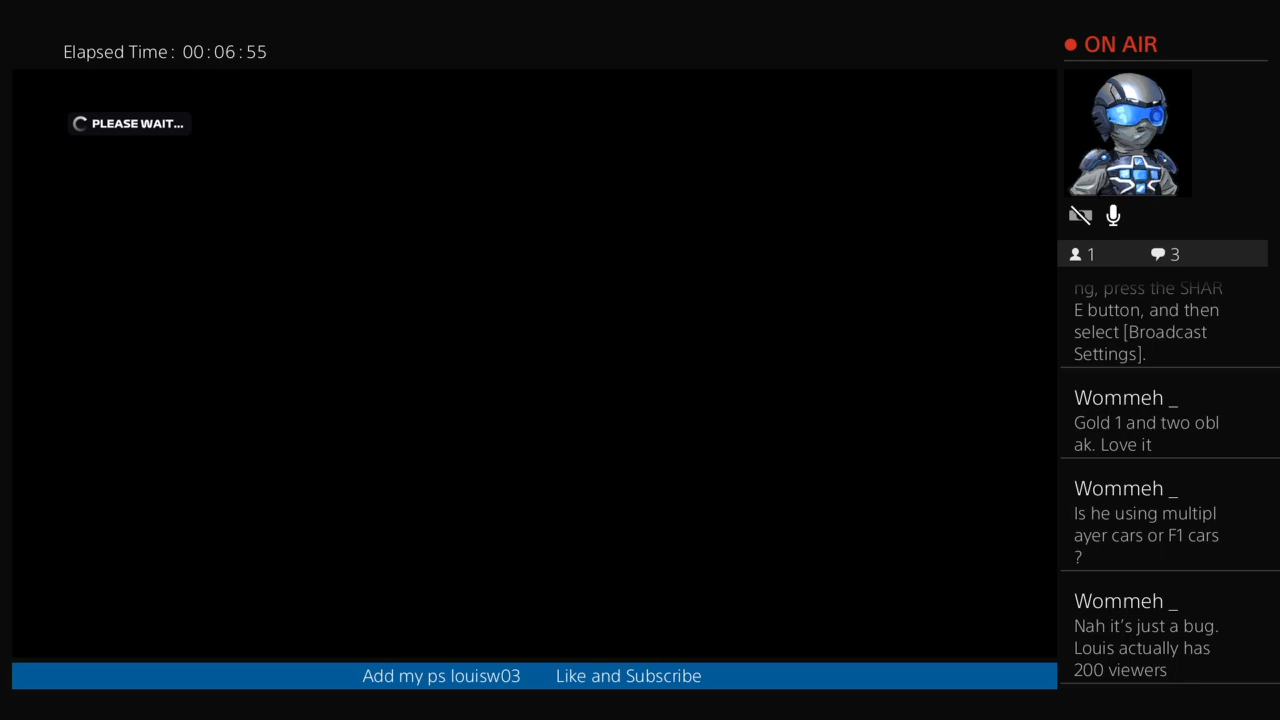 Elapsed Time: 00:06:55
ON AIR
PLEASE WAIT...
1 3
ng, press the SHAR
E button, and then
select [Broadcast
Settings].
Wommeh _
Gold 1 and two obl
ak. Love it
Wommeh _
Is he using multipl
ayer cars or F1 cars
?
Wommeh _
Nah it's just a bug.
Louis actually has
200 viewers
Add my ps louisw03 Like and Subscribe